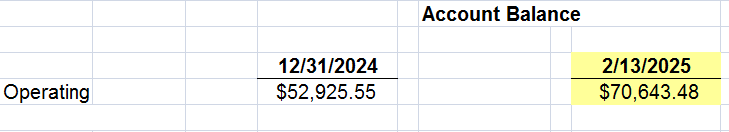 Account Balance
12/31/2024 2/13/2025
Operating $52,925.55 $70,643.48